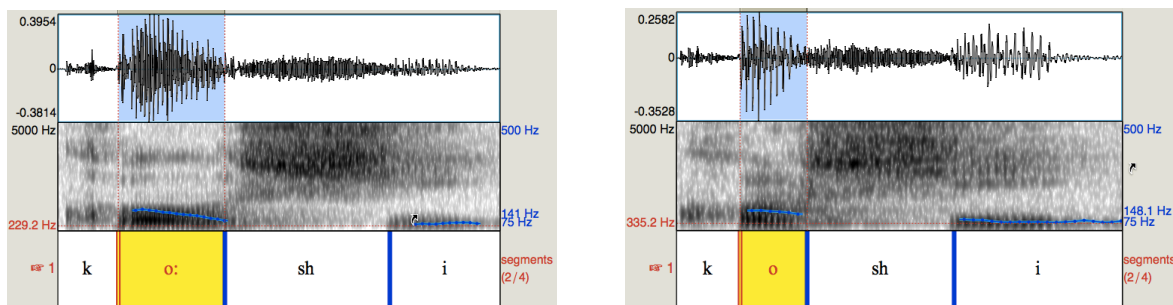 0.3954
0
-0.3814
5000 Hz
500 Hz
229.2 Hz
141 Hz
75 Hz
☞ 1
k
o:
sh
i
segments
(2/4)
0.2582
0
-0.3528
5000 Hz
500 Hz
335.2 Hz
148.1 Hz
75 Hz
☞ 1
k
o
sh
i
segments
(2/4)